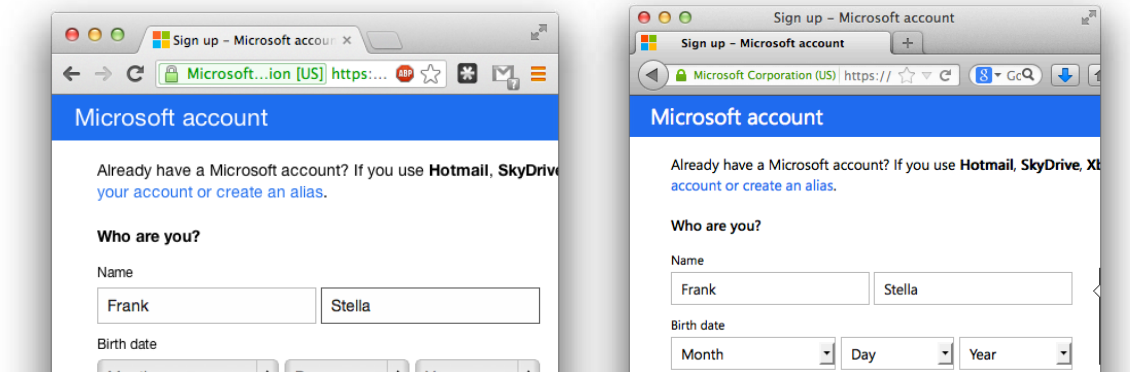 Sign up – Microsoft accour
Microsoft...ion [US] https:...
ABP
?
Microsoft account
Already have a Microsoft account? If you use Hotmail, SkyDrive
your account or create an alias.
Who are you?
Name
Frank
Stella
Birth date
Sign up – Microsoft account
Sign up – Microsoft account
Microsoft Corporation (US) https://
8
Microsoft account
Already have a Microsoft account? If you use Hotmail, SkyDrive, Xb
account or create an alias.
Who are you?
Name
Frank
Stella
Birth date
Month
Day
Year